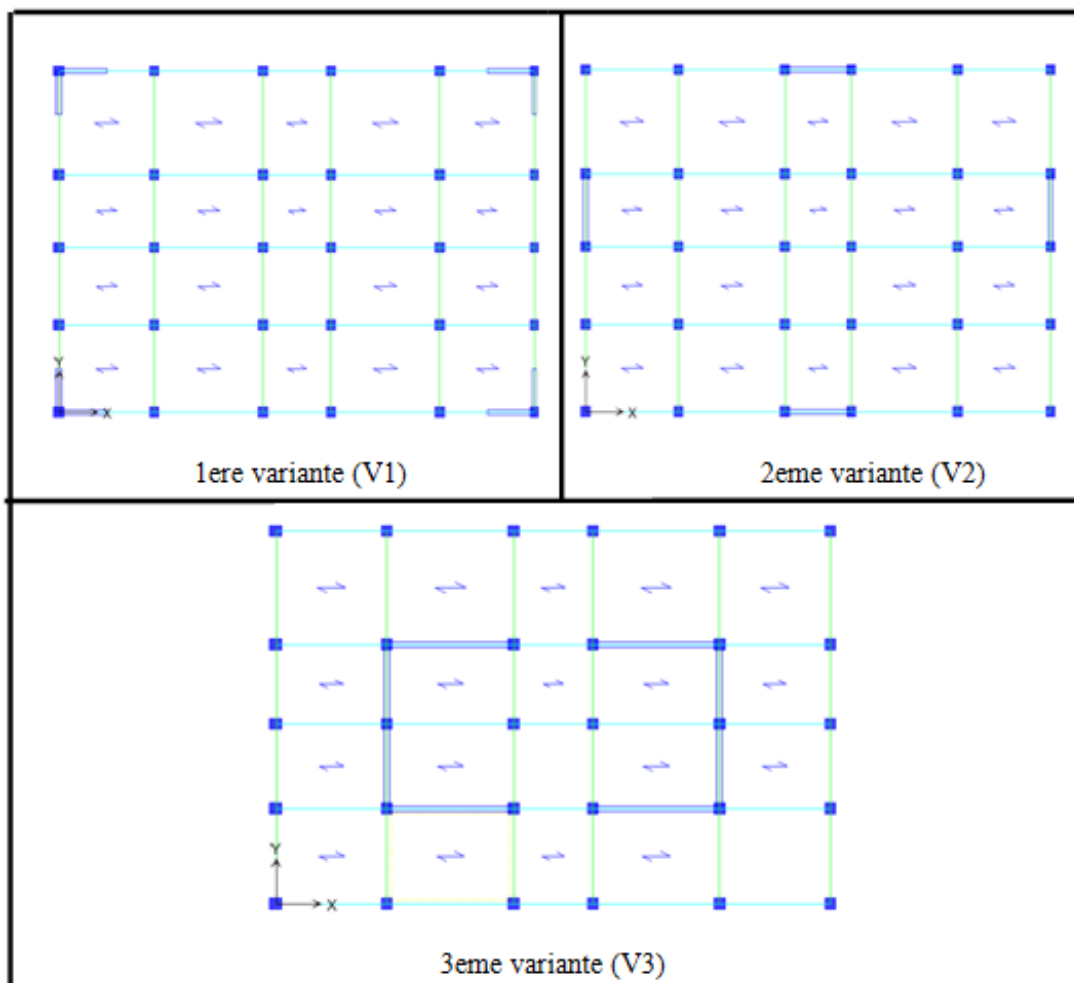 Y
X
1ere variante (V1)
Y
X
2eme variante (V2)
Y
X
3eme variante (V3)